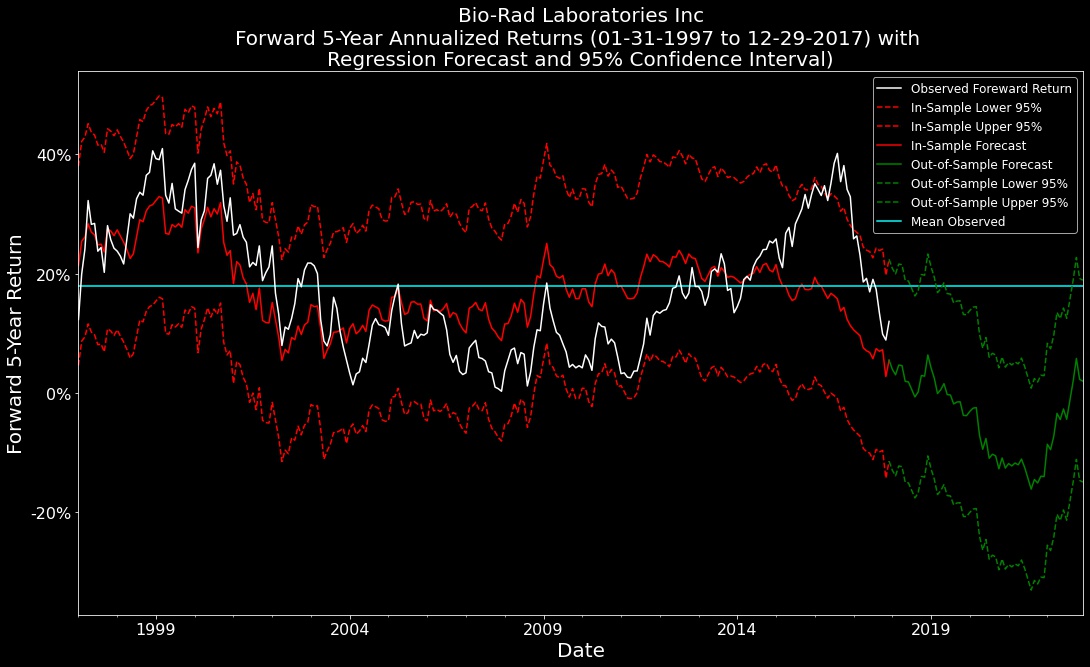 Bio-Rad Laboratories Inc
Forward 5-Year Annualized Returns (01-31-1997 to 12-29-2017) with
Regression Forecast and 95% Confidence Interval)
Observed Foreward Return
In-Sample Lower 95%
In-Sample Upper 95%
In-Sample Forecast
Out-of-Sample Forecast
Out-of-Sample Lower 95%
Out-of-Sample Upper 95%
Mean Observed
Forward 5-Year Return
40%
20%
0%
-20%
1999
2004
2009
2014
2019
Date